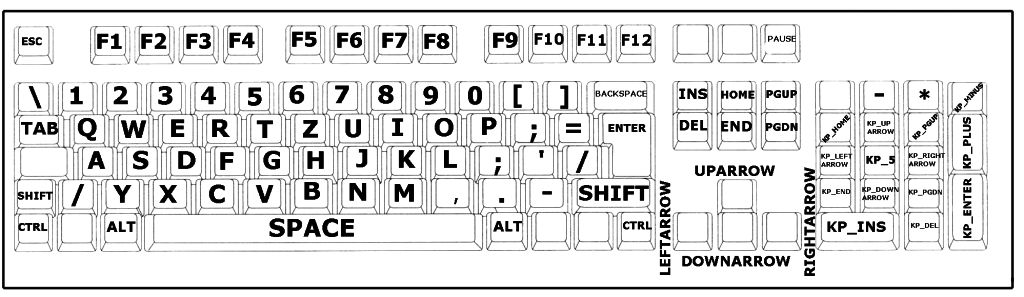 ESC F1 F2 F3 F4 F5 F6 F7 F8 F9 F10 F11 F12 PAUSE
\ 1 2 3 4 5 6 7 8 9 0 [ ] BACKSPACE INS HOME PGUP - * KP_MINUS
TAB Q W E R T Z U I O P ; = ENTER DEL END PGDN KP_HOME KP_UP ARROW KP_PGUP KP_PLUS
A S D F G H J K L ; ' / KP_LEFT ARROW KP_5 KP_RIGHT ARROW
UPARROW
SHIFT / Y X C V B N M , . - SHIFT KP_END KP_DOWN ARROW KP_PGDN KP_ENTER
CTRL ALT SPACE ALT CTRL LEFTARROW RIGHTARROW KP_INS KP_DEL
DOWNARROW